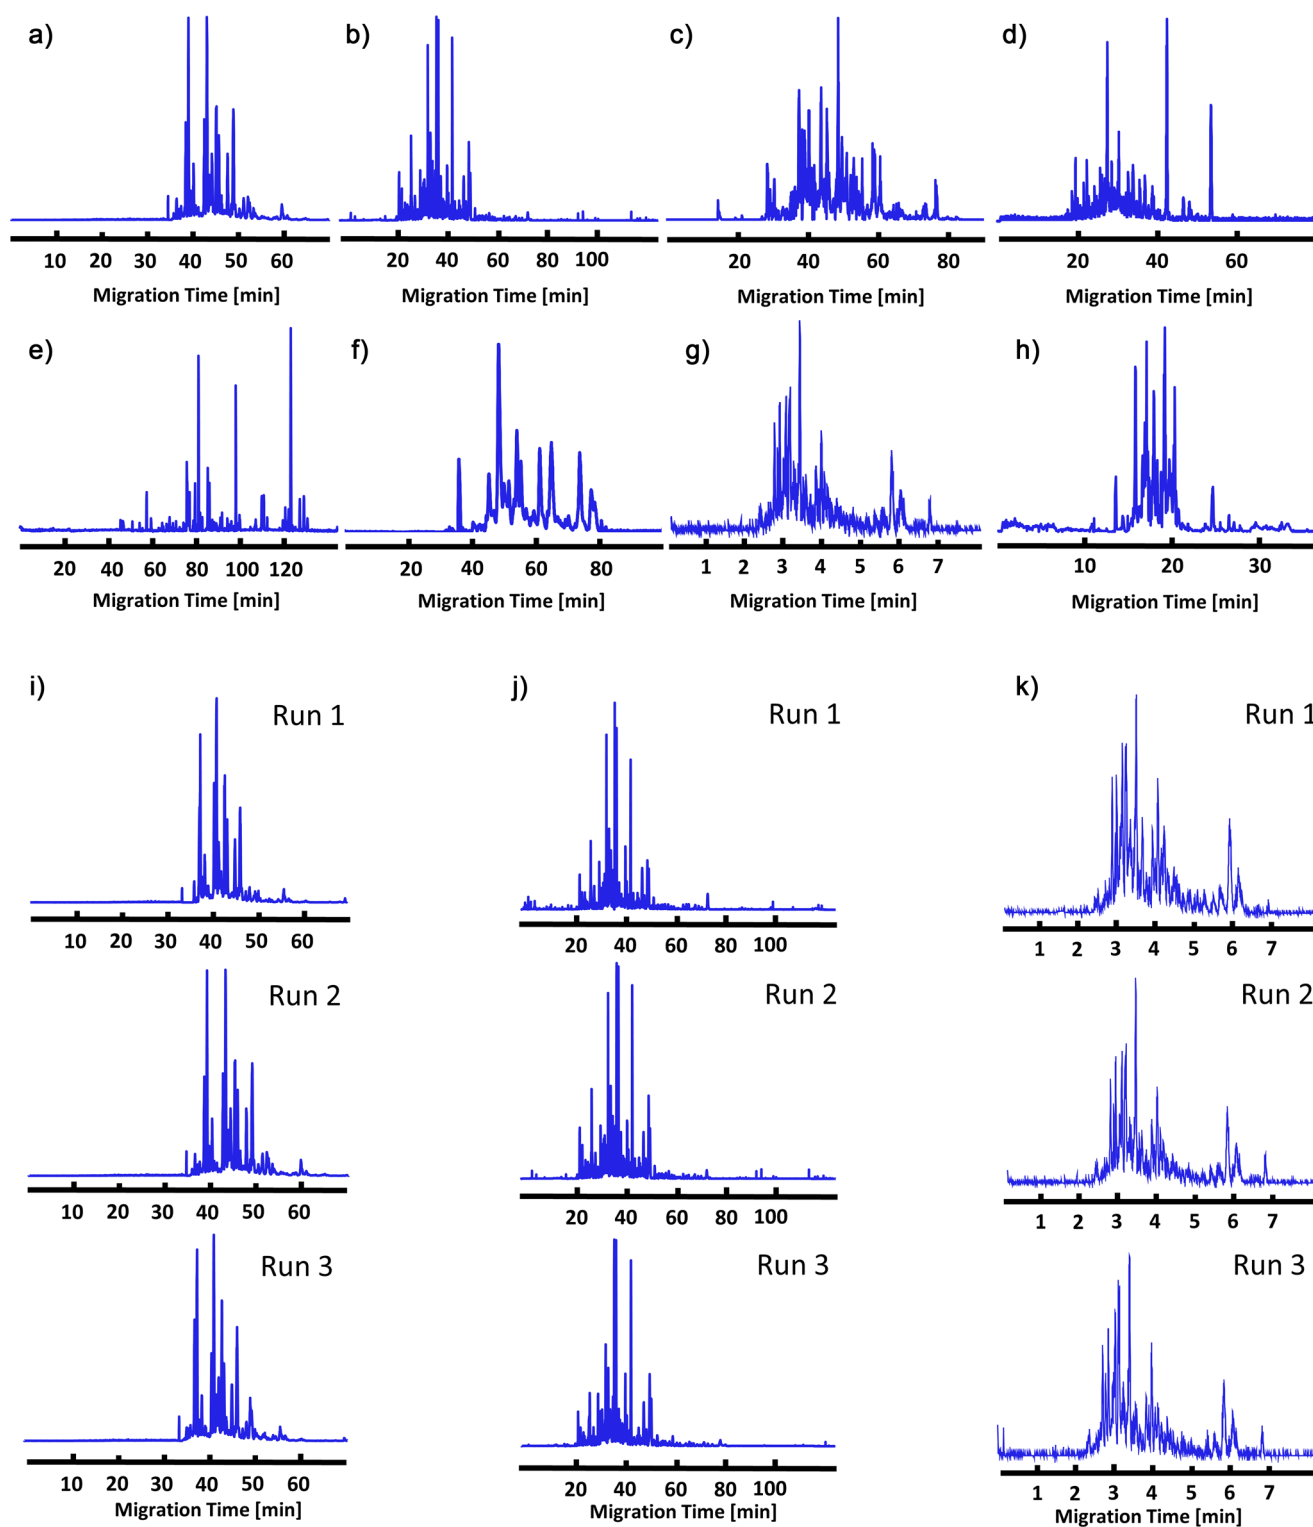 a) b) c) d)
10 20 30 40 50 60 20 40 60 80 100 20 40 60 80 20 40 60
Migration Time [min] Migration Time [min] Migration Time [min] Migration Time [min]
e) f) g) h)
20 40 60 80 100 120 20 40 60 80 1 2 3 4 5 6 7 10 20 30
Migration Time [min] Migration Time [min] Migration Time [min] Migration Time [min]
i) j) k)
Run 1 Run 1 Run 1
10 20 30 40 50 60 20 40 60 80 100 1 2 3 4 5 6 7
Run 2 Run 2 Run 2
10 20 30 40 50 60 20 40 60 80 100 1 2 3 4 5 6 7
Run 3 Run 3 Run 3
10 20 30 40 50 60 20 40 60 80 100 1 2 3 4 5 6 7
Migration Time [min] Migration Time [min] Migration Time [min]